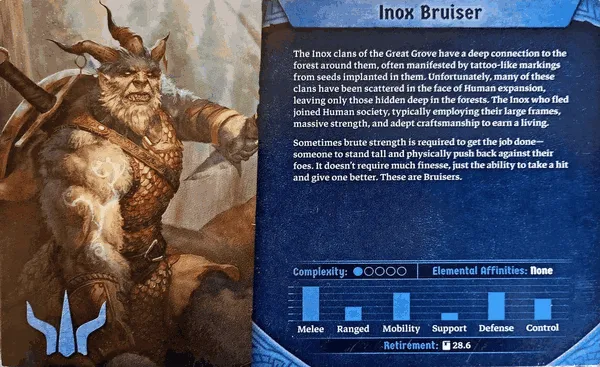 Inox Bruiser
The Inox clans of the Great Grove have a deep connection to the
forest around them, often manifested by tattoo-like markings
from seeds implanted in them. Unfortunately, many of these
clans have been scattered in the face of Human expansion,
leaving only those hidden deep in the forests. The Inox who fled
joined Human society, typically employing their large frames,
massive strength, and adept craftsmanship to earn a living.
Sometimes brute strength is required to get the job done—
someone to stand tall and physically push back against their
foes. It doesn't require much finesse, just the ability to take a hit
and give one better. These are Bruisers.
Complexity: Elemental Affinities: None
Melee Ranged Mobility Support Defense Control
Retirement: 28.6